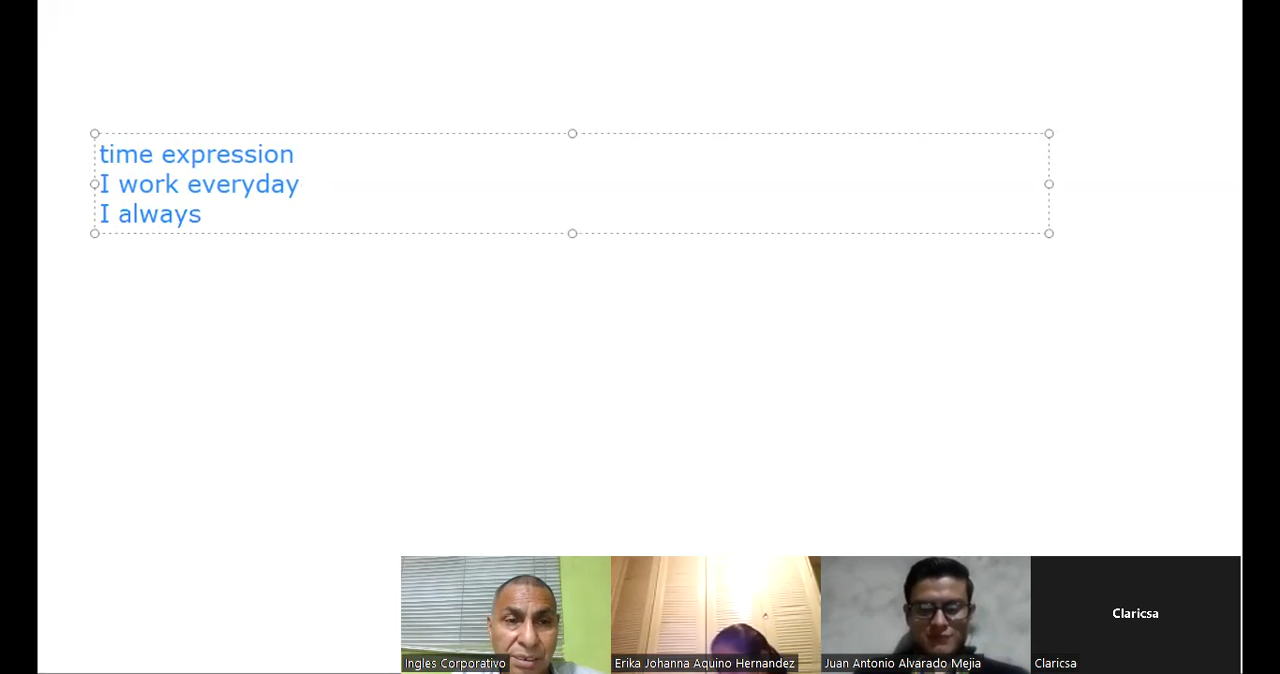 time expression
I work everyday
I always
Claricsa
Ingles Corporativo
Erika Johanna Aquino Hernandez
Juan Antonio Alvarado Mejia
Claricsa